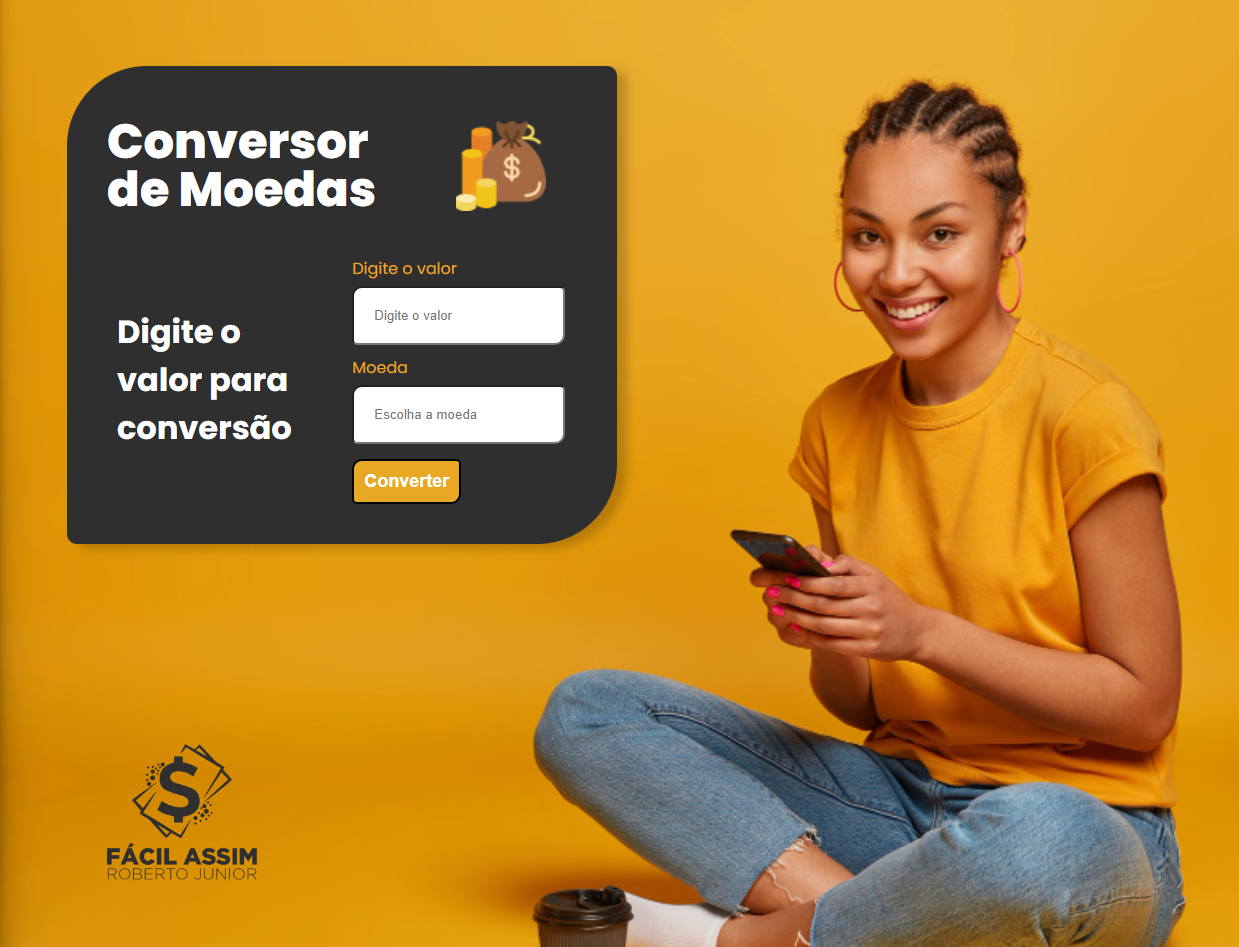 Conversor
de Moedas
$
Digite o
valor para
conversão
Digite o valor
Digite o valor
Moeda
Escolha a moeda
Converter
$
FÁCIL ASSIM
ROBERTO JUNIOR